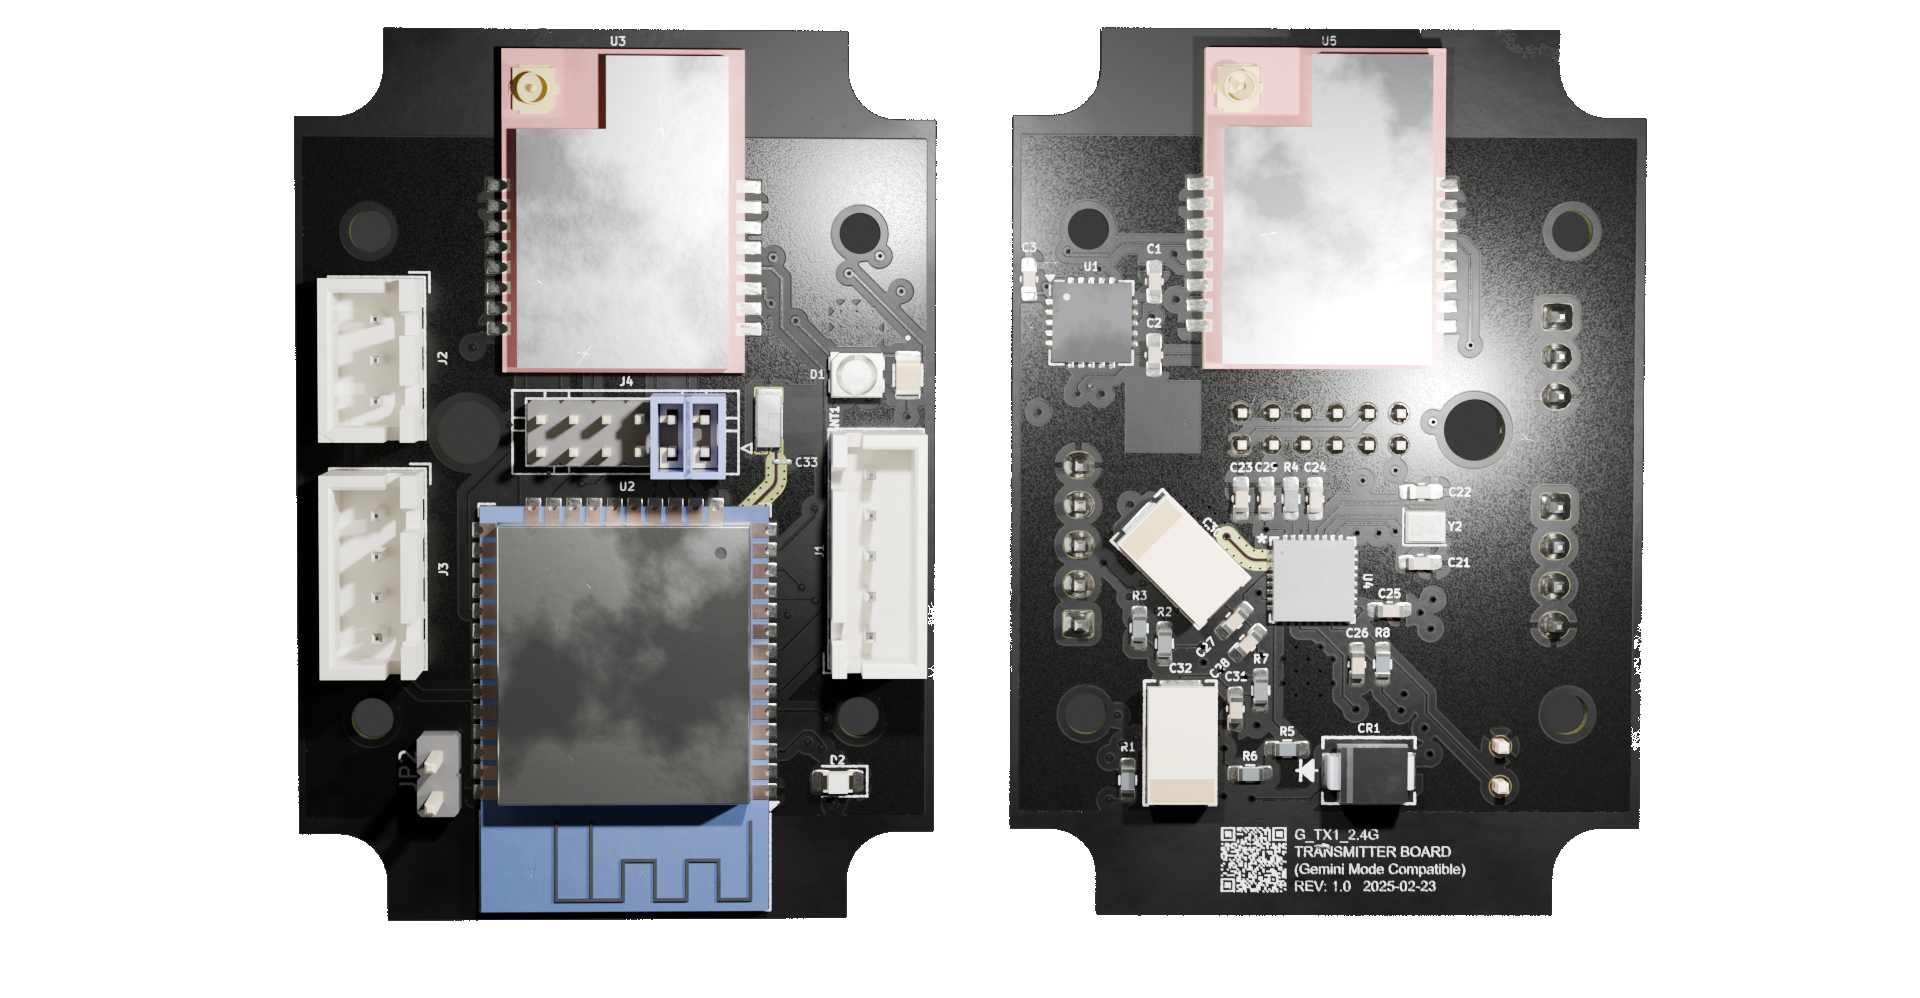 U3
J2
J4
D1
C33
U2
J1
J3
JP2
D2
U5
C3
U1
C1
C2
C23 C29 R4 C24
C22
Y2
C21
U4
*
C25
R3
R2
C26 R8
C27
C28
R7
C32
C31
R1
R5
R6
CR1
G_TX1_2.4G
TRANSMITTER BOARD
(Gemini Mode Compatible)
REV: 1.0 2025-02-23